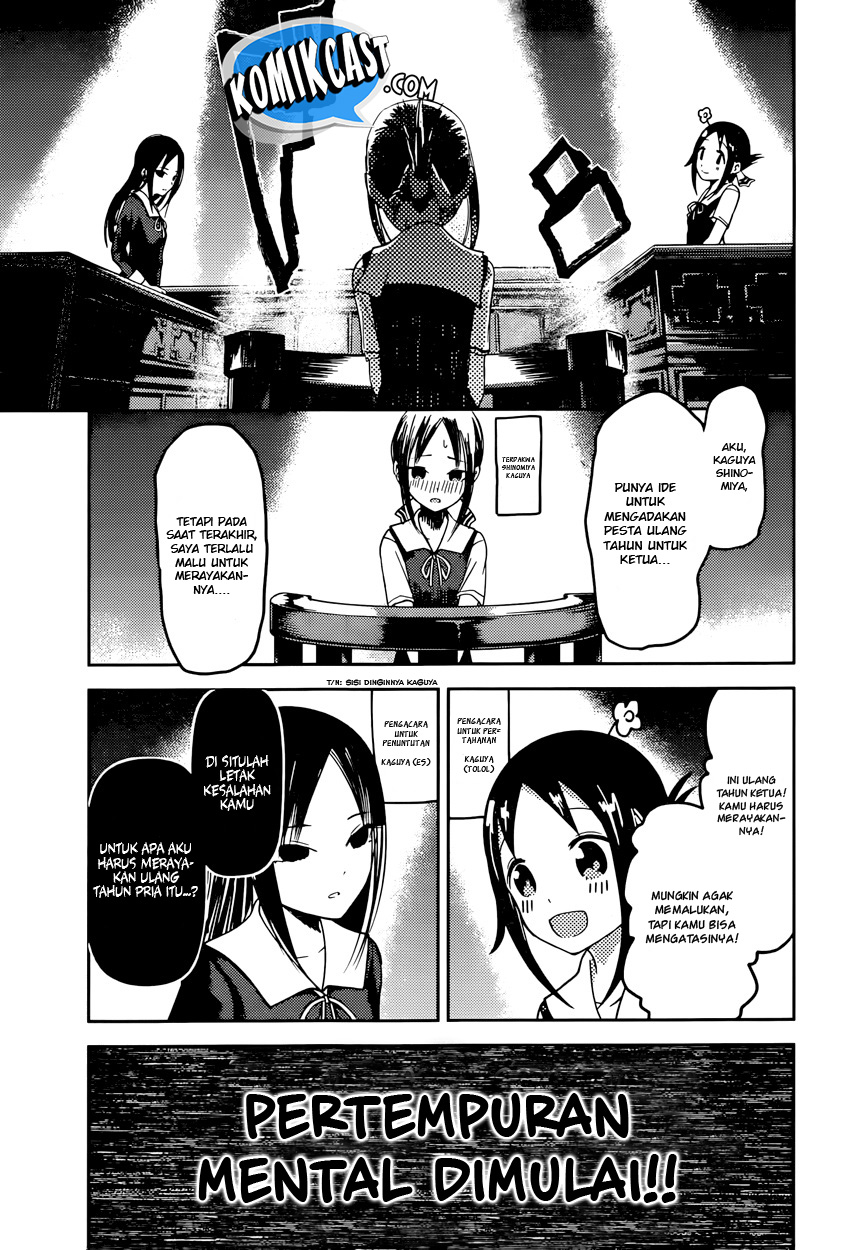 KOMIKCAST
.COM
AKU,
KAGUYA
SHINO-
MIYA,
PUNYA IDE
UNTUK
MENGADAKAN
PESTA ULANG
TAHUN UNTUK
KETUA...
TERDAKWA
SHINOMIYA
KAGUYA
TETAPI PADA
SAAT TERAKHIR,
SAYA TERLALU
MALU UNTUK
MERAYAKAN-
NYA....
T/N: SISI DINGINNYA KAGUYA
INI ULANG
TAHUN KETUA!
KAMU HARUS
MERAYAKAN-
NYA!
MUNGKIN AGAK
MEMALUKAN,
TAPI KAMU BISA
MENGATASINYA!
PENGACARA
UNTUK PER-
TAHANAN
KAGUYA
(TOLOL)
PENGACARA
UNTUK
PENUNTUTAN
KAGUYA (ES)
DI SITULAH
LETAK
KESALAHAN
KAMU
UNTUK APA AKU
HARUS MERAYA-
KAN ULANG
TAHUN PRIA ITU...?
PERTEMPURAN
MENTAL DIMULAI!!